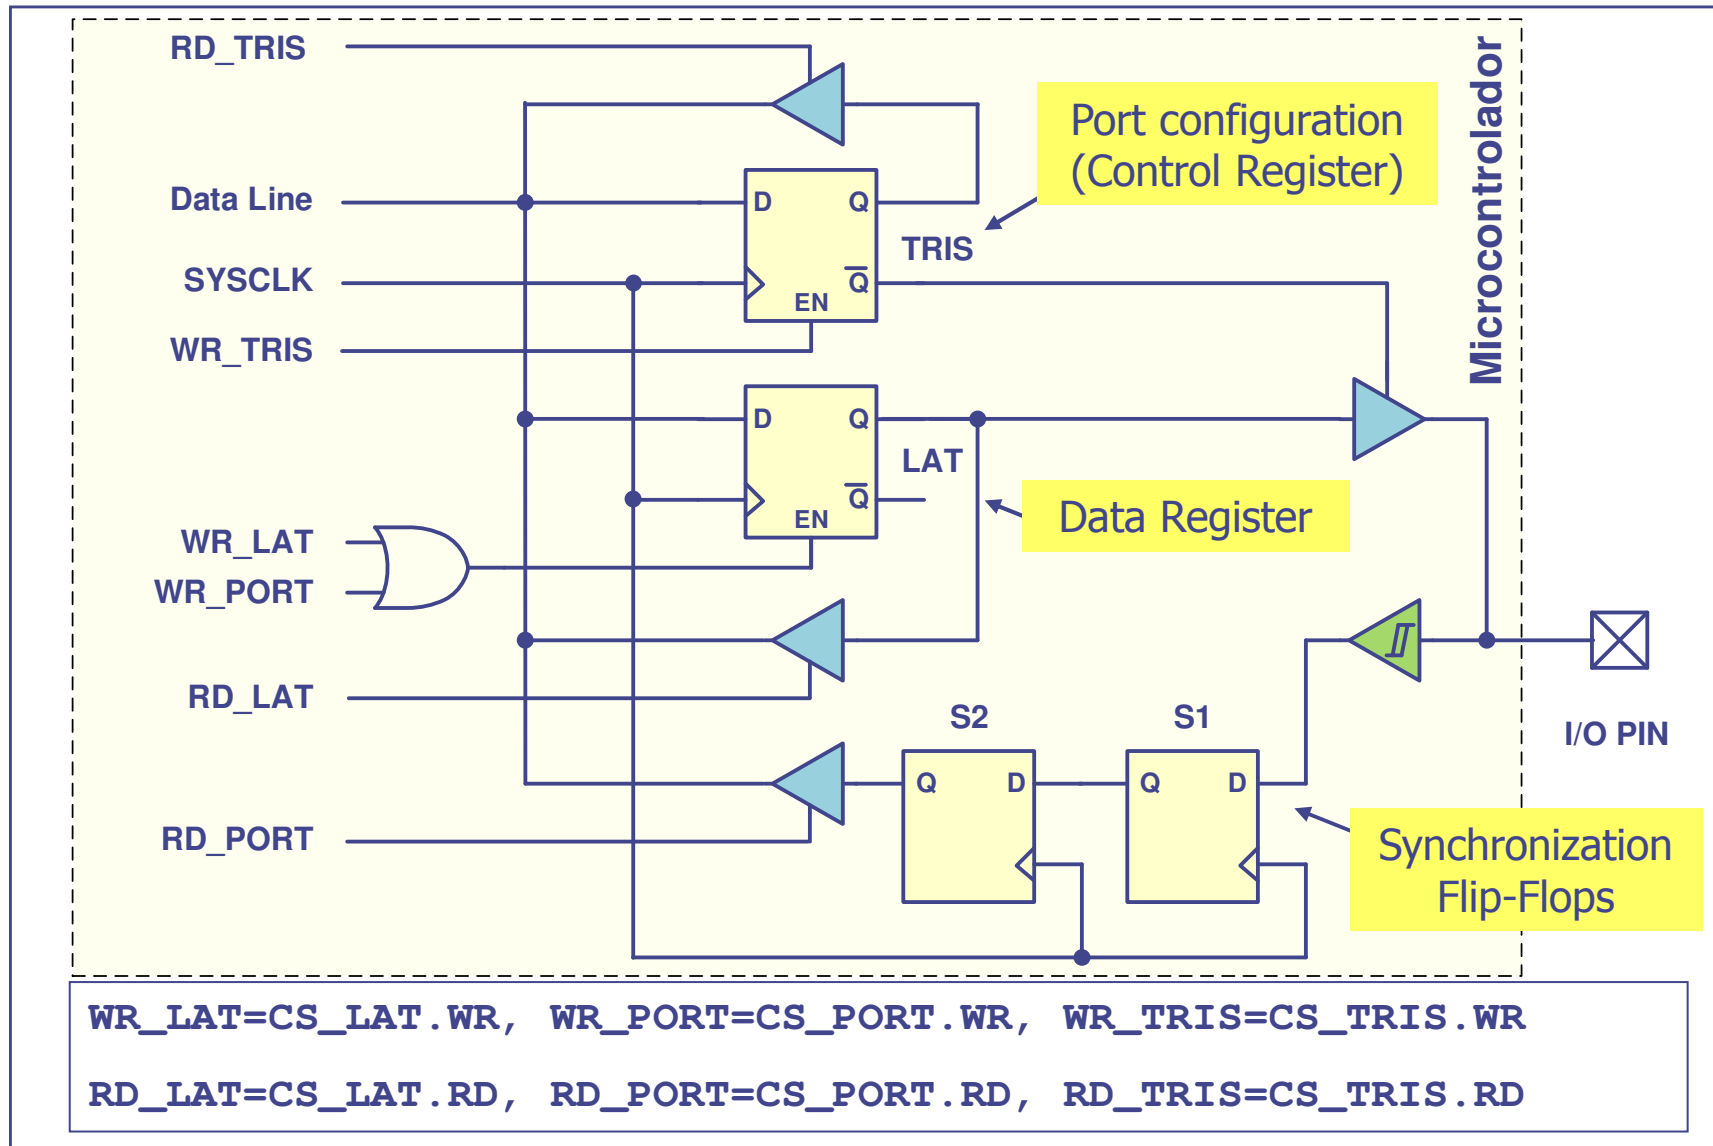 RD_TRIS
Port configuration
(Control Register)
Microcontrolador
Data Line
D
Q
TRIS
SYSCLK
Q
EN
WR_TRIS
D
Q
LAT
Q
EN
Data Register
WR_LAT
WR_PORT
RD_LAT
S2
S1
I/O PIN
Q
D
Q
D
RD_PORT
Synchronization
Flip-Flops
WR_LAT=CS_LAT.WR, WR_PORT=CS_PORT.WR, WR_TRIS=CS_TRIS.WR
RD_LAT=CS_LAT.RD, RD_PORT=CS_PORT.RD, RD_TRIS=CS_TRIS.RD